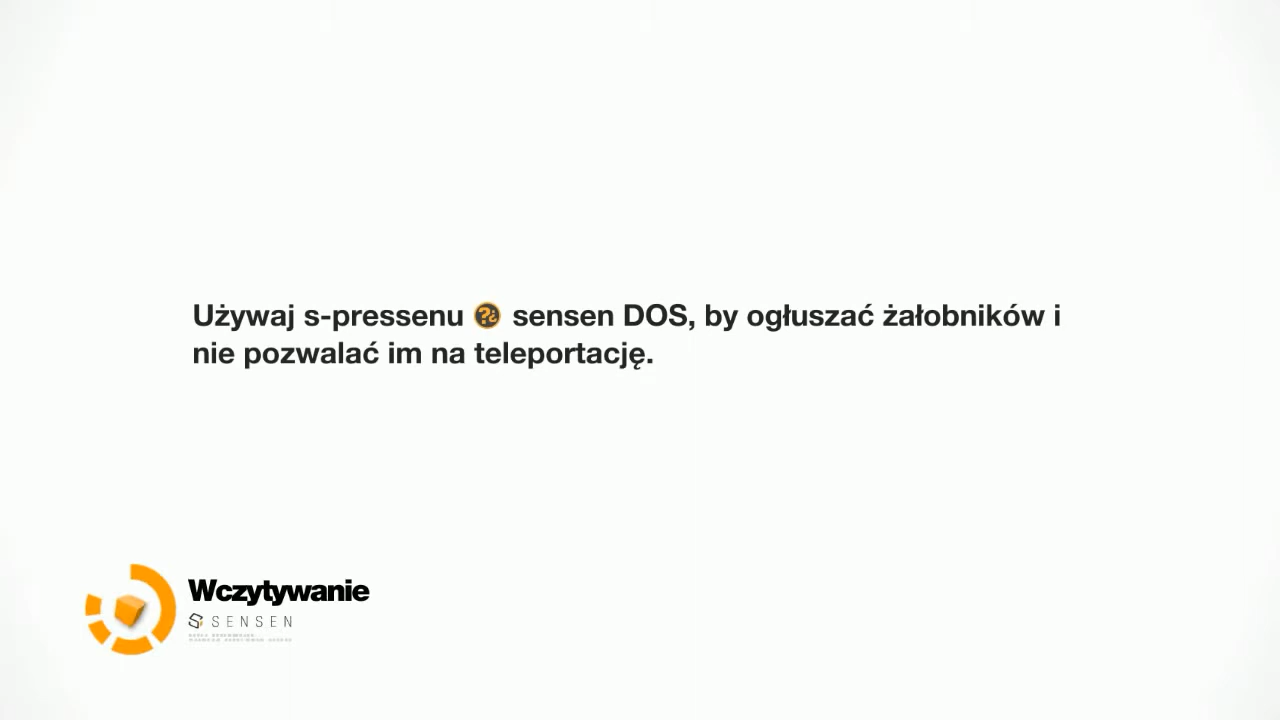 Używaj s-pressenu sensen DOS, by ogłuszać żałobników i
nie pozwalać im na teleportację.
Wczytywanie
SENSEN